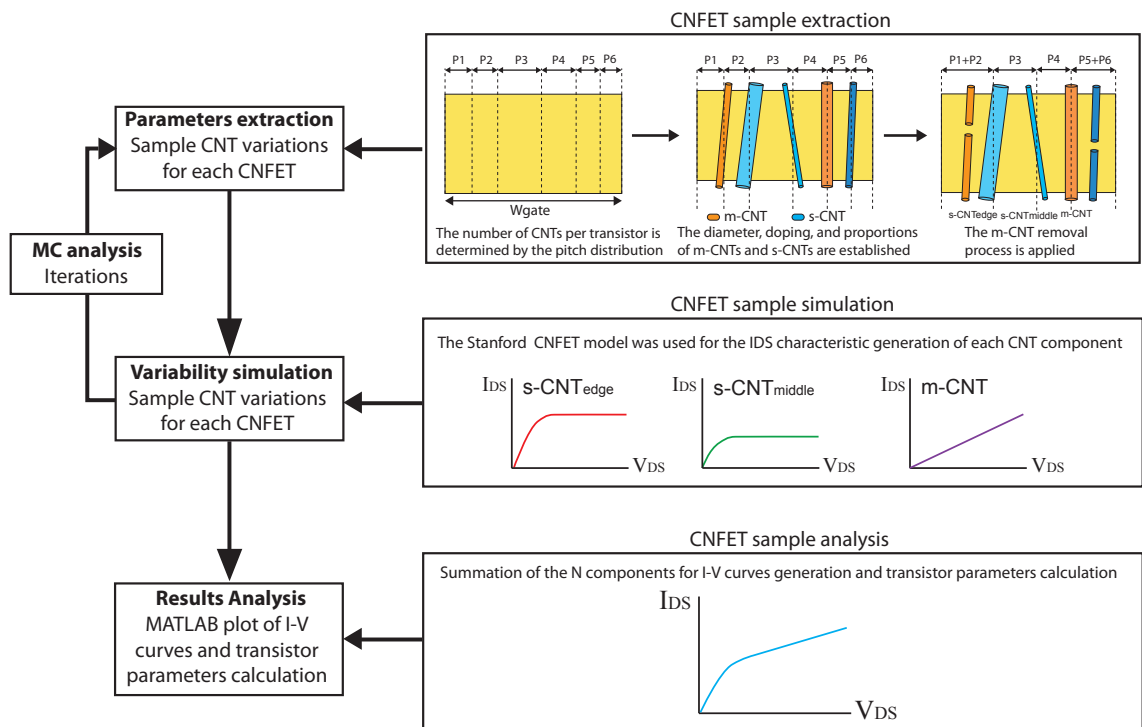 CNFET sample extraction
P1 P2 P3 P4 P5 P6
P1 P2 P3 P4 P5 P6
P1+P2 P3 P4 P5+P6
Wgate
m-CNT s-CNT
s-CNTedge s-CNTmiddle m-CNT
The number of CNTs per transistor is
determined by the pitch distribution
The diameter, doping, and proportions
of m-CNTs and s-CNTs are established
The m-CNT removal
process is applied
Parameters extraction
Sample CNT variations
for each CNFET
MC analysis
Iterations
CNFET sample simulation
The Stanford CNFET model was used for the IDS characteristic generation of each CNT component
IDS
s-CNTedge
VDS
IDS
s-CNTmiddle
VDS
IDS
m-CNT
VDS
Variability simulation
Sample CNT variations
for each CNFET
CNFET sample analysis
Summation of the N components for I-V curves generation and transistor parameters calculation
IDS
VDS
Results Analysis
MATLAB plot of I-V
curves and transistor
parameters calculation